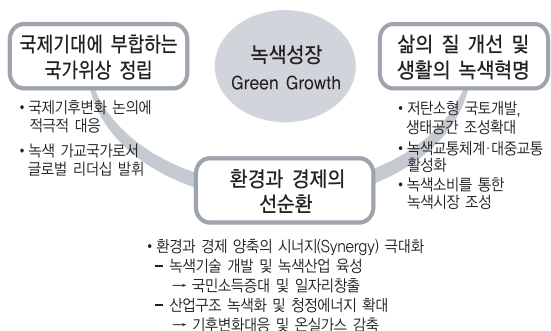 국제기대에 부합하는
국가위상 정립
• 국제기후변화 논의에
적극적 대응
• 녹색 가교국가로서
글로벌 리더십 발휘
녹색성장
Green Growth
삶의 질 개선 및
생활의 녹색혁명
• 저탄소형 국토개발,
생태공간 조성확대
• 녹색교통체계·대중교통
활성화
• 녹색소비를 통한
녹색시장 조성
환경과 경제의
선순환
• 환경과 경제 양축의 시너지(Synergy) 극대화
– 녹색기술 개발 및 녹색산업 육성
→ 국민소득증대 및 일자리창출
– 산업구조 녹색화 및 청정에너지 확대
→ 기후변화대응 및 온실가스 감축